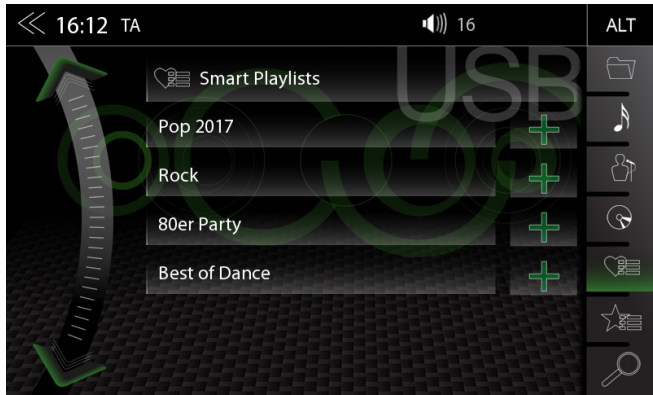 16:12 TA 16 ALT
USB
Smart Playlists
Pop 2017
Rock
80er Party
Best of Dance